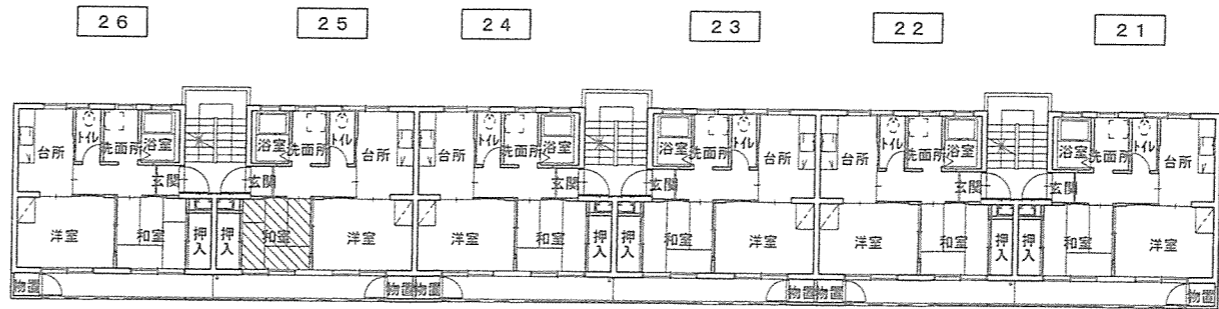 26 25 24 23 22 21
台所 トイレ 洗面所 浴室 浴室 洗面所 トイレ 台所 台所 トイレ 洗面所 浴室 浴室 洗面所 トイレ 台所 台所 トイレ 洗面所 浴室 浴室 洗面所 トイレ 台所
玄関 玄関 玄関 玄関 玄関 玄関
洋室 和室 押入 押入 和室 洋室 洋室 和室 押入 押入 和室 洋室 洋室 和室 押入 押入 和室 洋室
物置 物置 物置 物置 物置 物置